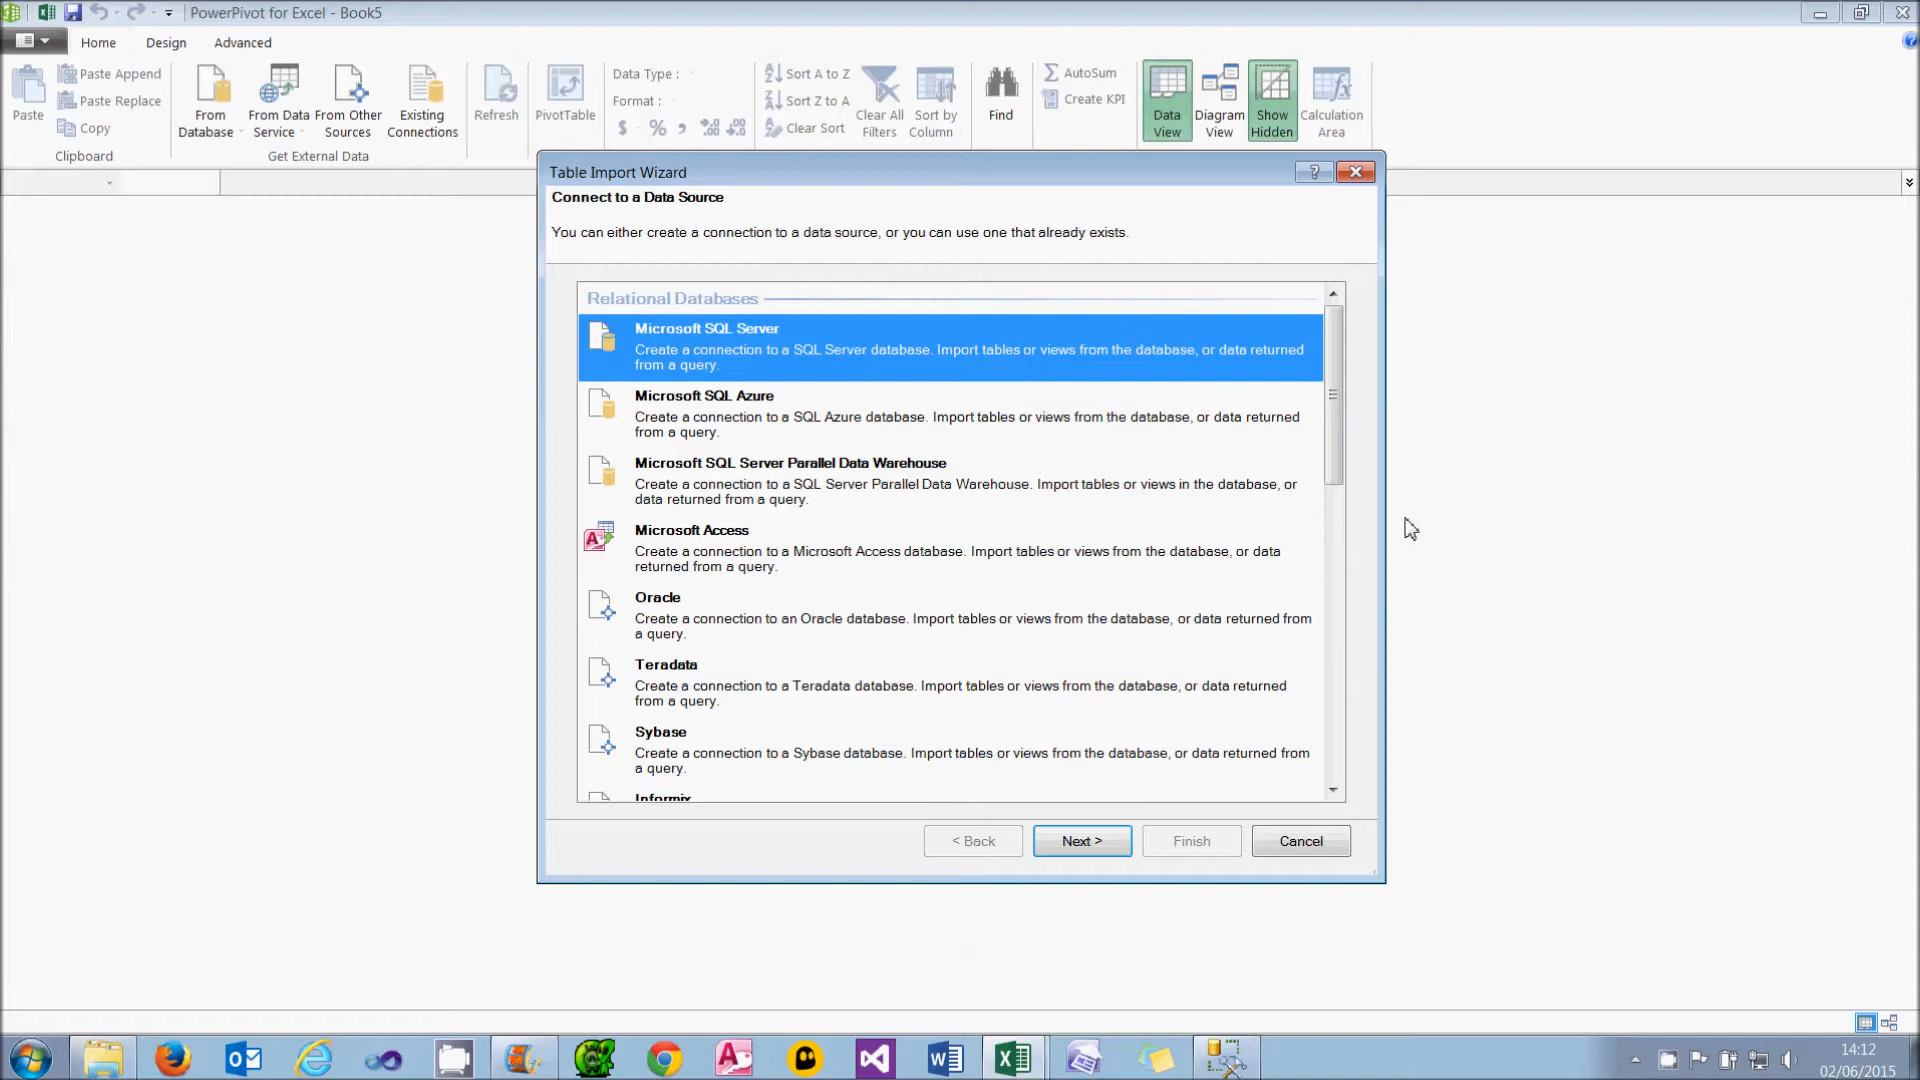 PowerPivot for Excel - Book5
Home Design Advanced
Paste
Paste Append
Paste Replace
Copy
Clipboard
From Database
From Data Service
From Other Sources
Get External Data
Existing Connections
Refresh
PivotTable
Data Type :
Format :
$ % ,
Sort A to Z
Sort Z to A
Clear Sort
Clear All Filters
Sort by Column
Find
AutoSum
Create KPI
Data View
Diagram View
Show Hidden
Calculation Area
Table Import Wizard
Connect to a Data Source
You can either create a connection to a data source, or you can use one that already exists.
Relational Databases
Microsoft SQL Server
Create a connection to a SQL Server database. Import tables or views from the database, or data returned
from a query.
Microsoft SQL Azure
Create a connection to a SQL Azure database. Import tables or views from the database, or data returned
from a query.
Microsoft SQL Server Parallel Data Warehouse
Create a connection to a SQL Server Parallel Data Warehouse. Import tables or views in the database, or
data returned from a query.
Microsoft Access
Create a connection to a Microsoft Access database. Import tables or views from the database, or data
returned from a query.
Oracle
Create a connection to an Oracle database. Import tables or views from the database, or data returned from
a query.
Teradata
Create a connection to a Teradata database. Import tables or views from the database, or data returned
from a query.
Sybase
Create a connection to a Sybase database. Import tables or views from the database, or data returned from
a query.
Informix
< Back Next > Finish Cancel
14:12
02/06/2015